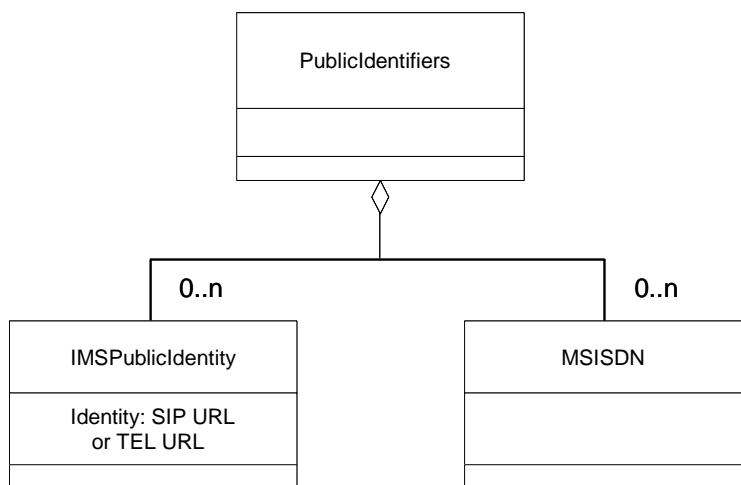 PublicIdentifiers
0..n
0..n
IMSPublicIdentity
MSISDN
Identity: SIP URL
or TEL URL